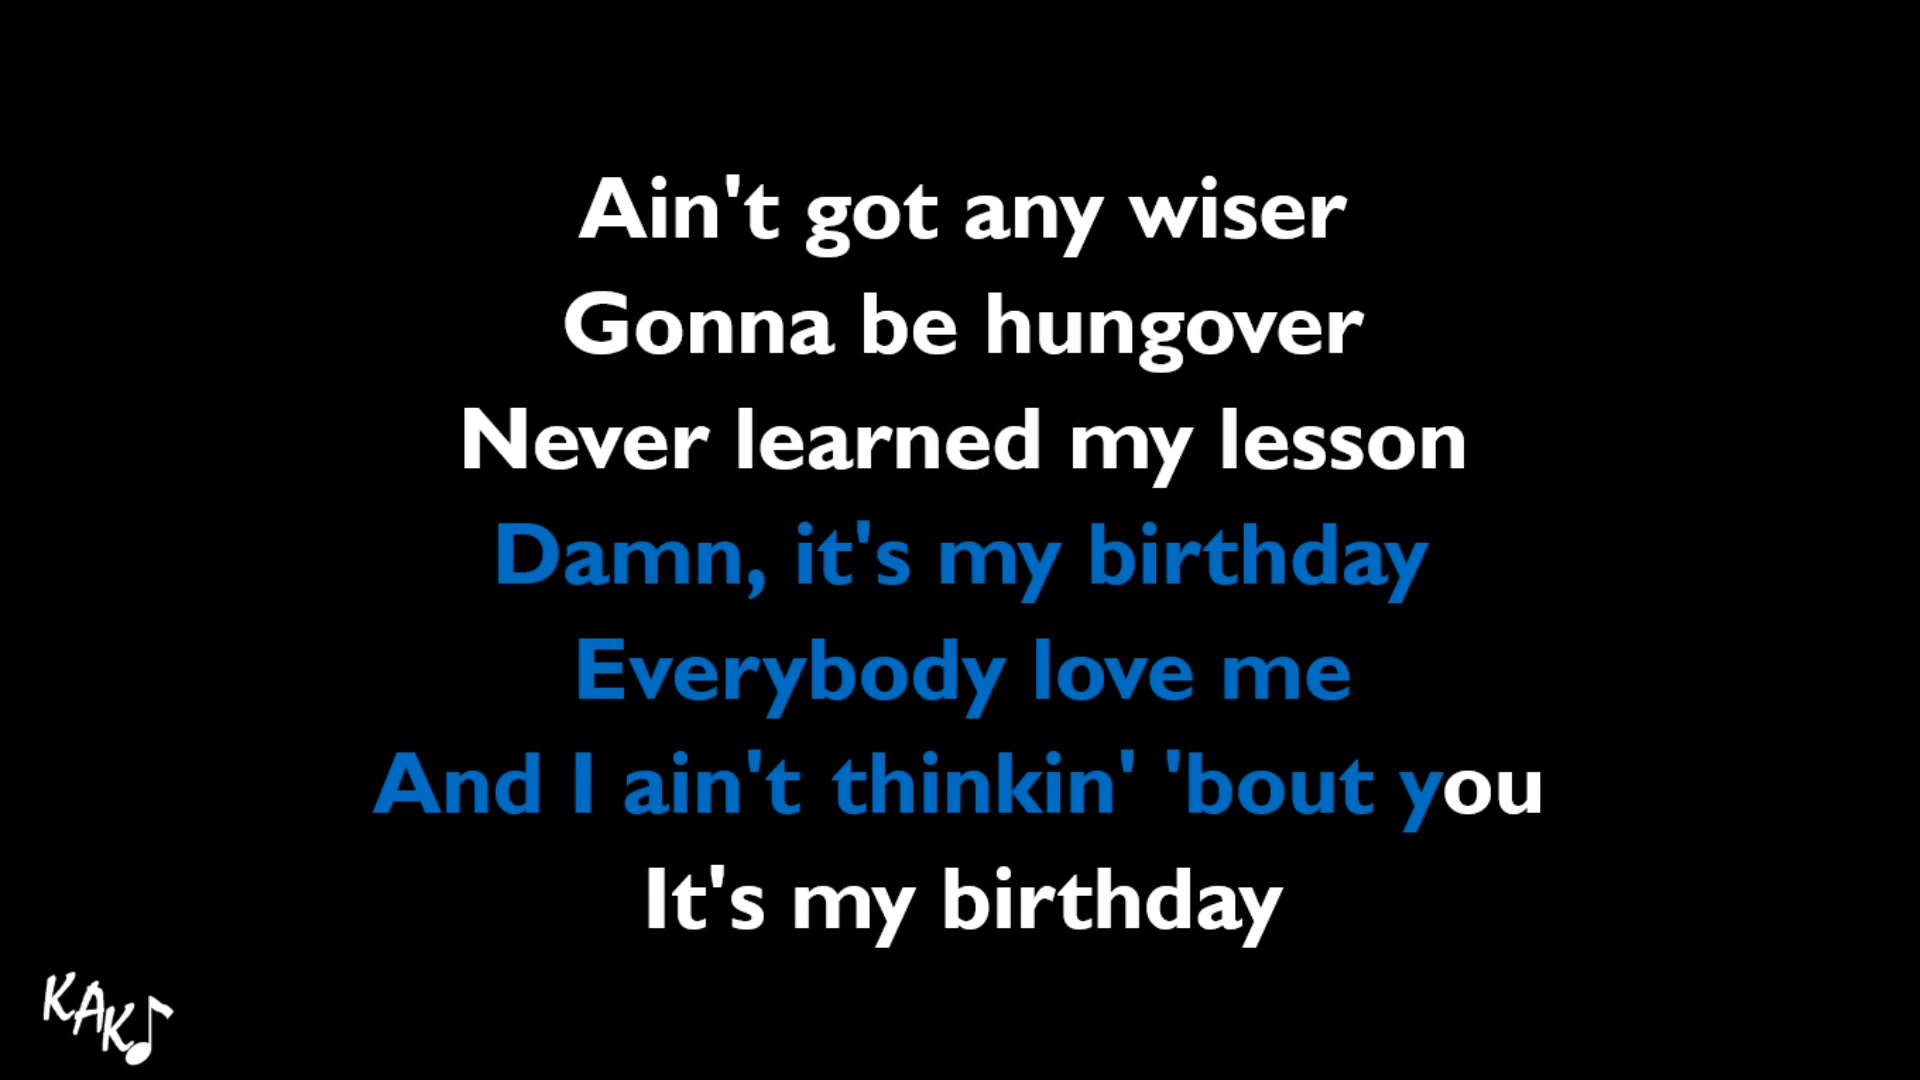 Ain't got any wiser
Gonna be hungover
Never learned my lesson
Damn, it's my birthday
Everybody love me
And I ain't thinkin' 'bout you
It's my birthday
KAK